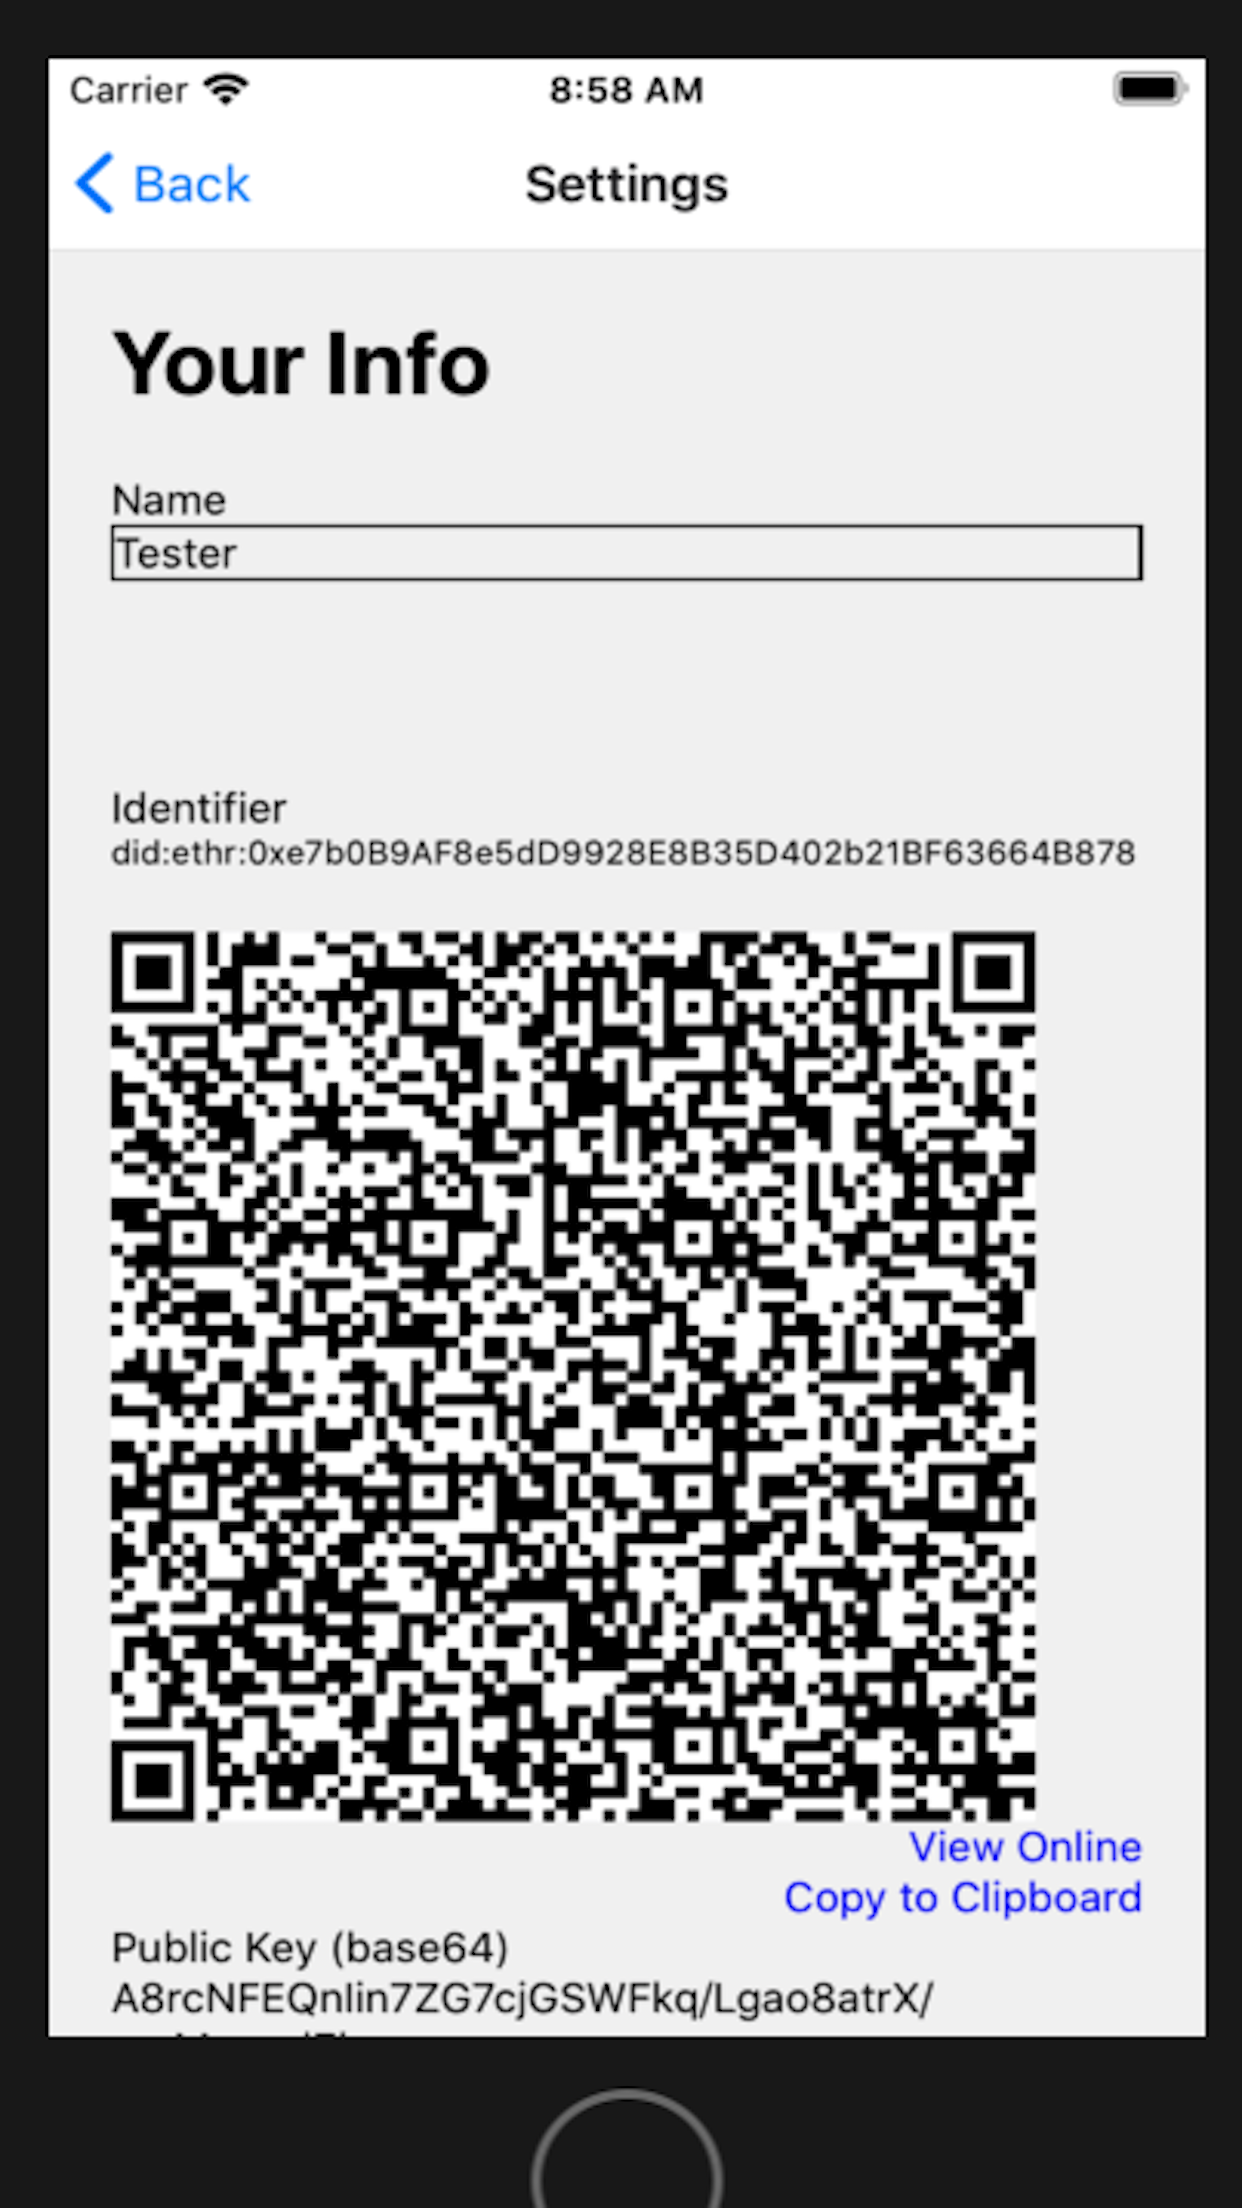 Carrier
8:58 AM
Back
Settings
Your Info
Name
Tester
Identifier
did:ethr:0xe7b0B9AF8e5dD9928E8B35D402b21BF63664B878
View Online
Copy to Clipboard
Public Key (base64)
A8rcNFEQnlin7ZG7cjGSWFkq/Lgao8atrX/